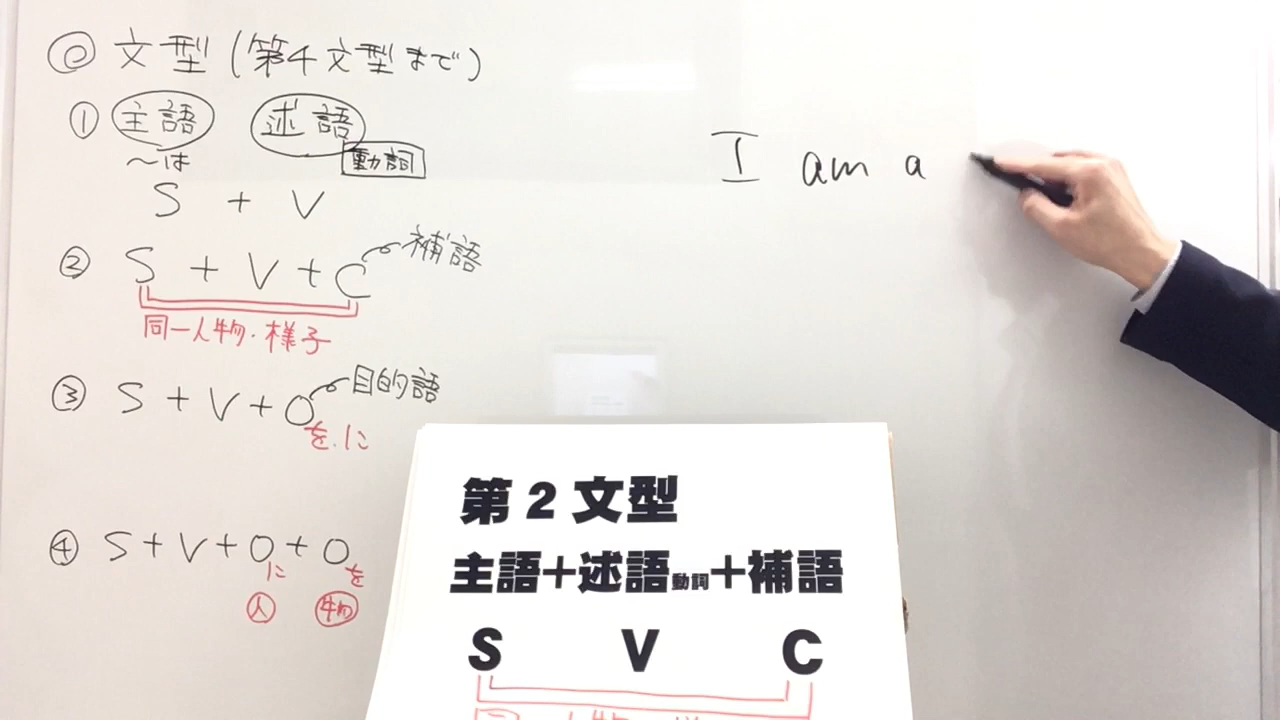 ◎ 文型(第4文型まで)
① 主語 述語
〜は 動詞
S + V
② S + V + C 補語
同一人物・様子
③ S + V + O 目的語
を.に
④ S + V + O + O
に を
人 物
I am a
第2文型
主語+述語動詞+補語
S V C